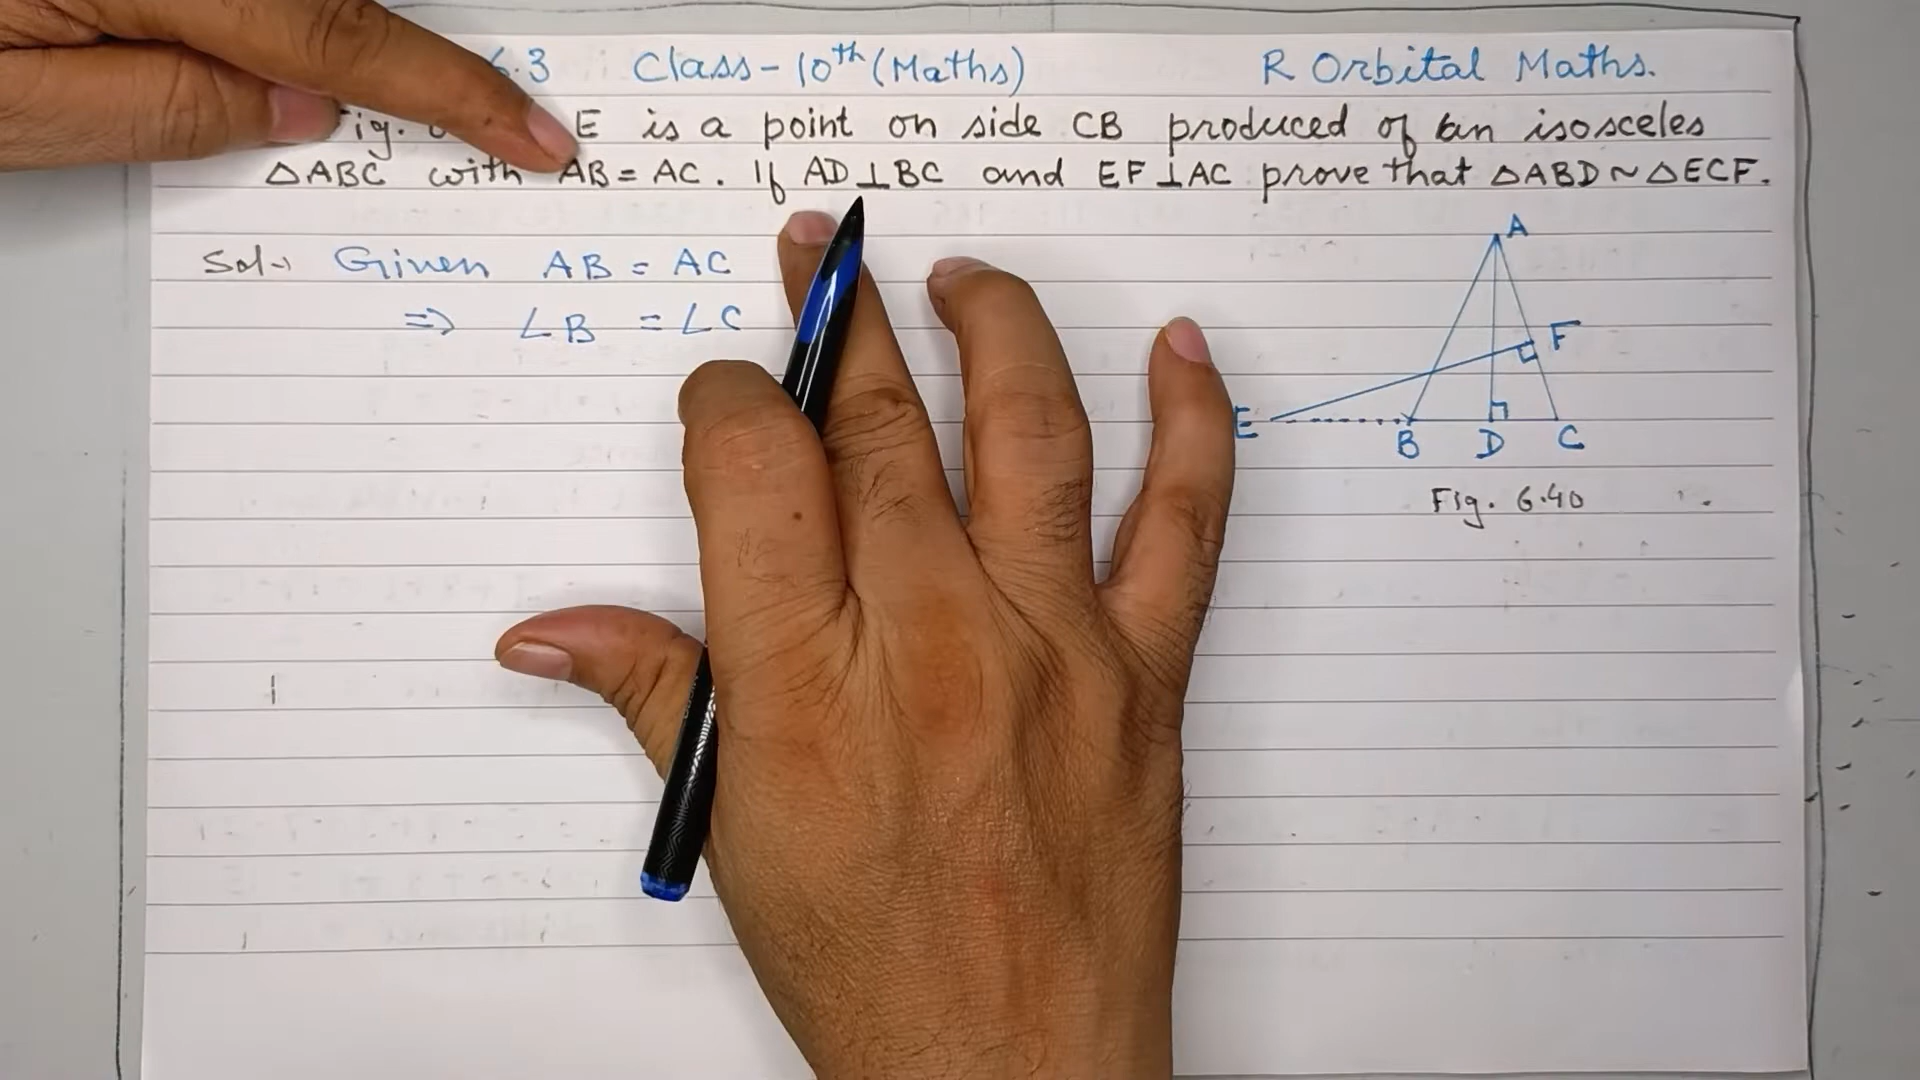 6.3 Class-10th (Maths) R Orbital Maths.
Fig. E is a point on side CB produced of an isosceles
△ABC with AB = AC. If AD⊥BC and EF⊥AC prove that △ABD ~ △ECF.
Sol. Given AB = AC
⇒ ∠B = ∠C
A
F
E B D C
Fig. 6.40